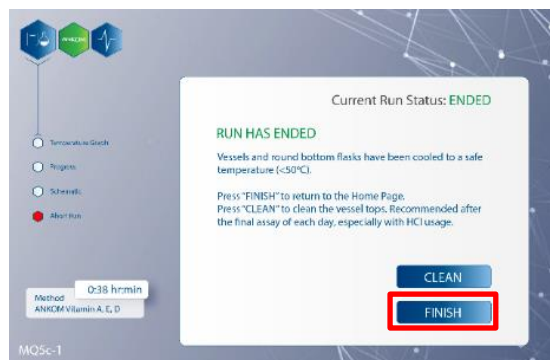 ANKOM
Current Run Status: ENDED
RUN HAS ENDED
Vessels and round bottom flasks have been cooled to a safe
temperature (<50°C).
Press "FINISH" to return to the Home Page.
Press "CLEAN" to clean the vessel tops. Recommended after
the final assay of each day, especially with HCl usage.
Temperature Graph
Progress
Schematic
Abort Run
CLEAN
FINISH
0:38 hr:min
Method
ANKOM Vitamin A, E, D
MQ5c-1